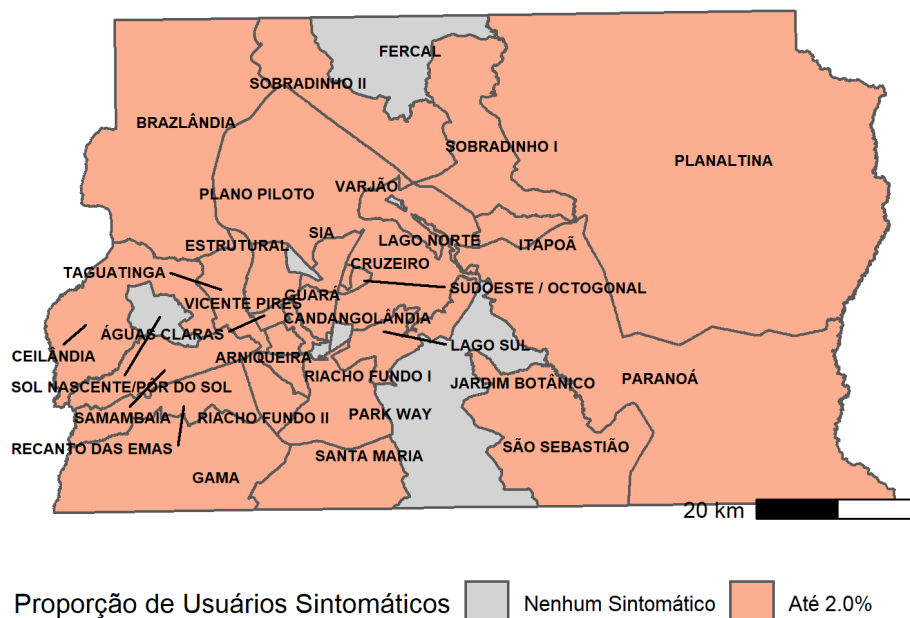 FERCAL
SOBRADINHO II
BRAZLÂNDIA
SOBRADINHO I
PLANALTINA
PLANO PILOTO
VARJÃO
SIA
LAGO NORTE
ITAPOÃ
ESTRUTURAL
CRUZEIRO
TAGUATINGA
SUDOESTE / OCTOGONAL
GUARÁ
VICENTE PIRES
CANDANGOLÂNDIA
ÁGUAS CLARAS
LAGO SUL
CEILÂNDIA
ARNIQUEIRA
RIACHO FUNDO I
JARDIM BOTÂNICO
PARANOÁ
SOL NASCENTE/PÔR DO SOL
SAMAMBAIA
RIACHO FUNDO II
PARK WAY
RECANTO DAS EMAS
SÃO SEBASTIÃO
SANTA MARIA
GAMA
20 km
Proporção de Usuários Sintomáticos Nenhum Sintomático Até 2.0%